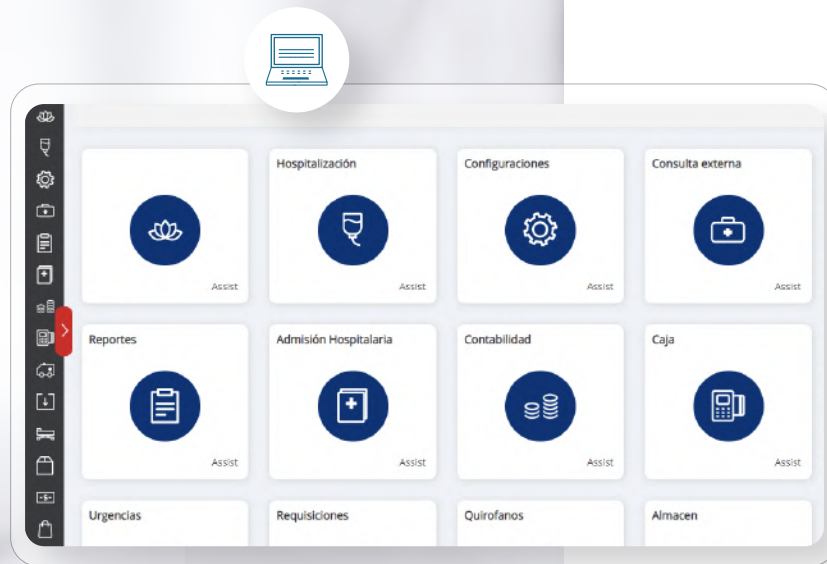 Hospitalización
Configuraciones
Consulta externa
Assist
Assist
Assist
Assist
Reportes
Admisión Hospitalaria
Contabilidad
Caja
Assist
Assist
Assist
Assist
Urgencias
Requisiciones
Quirofanos
Almacen